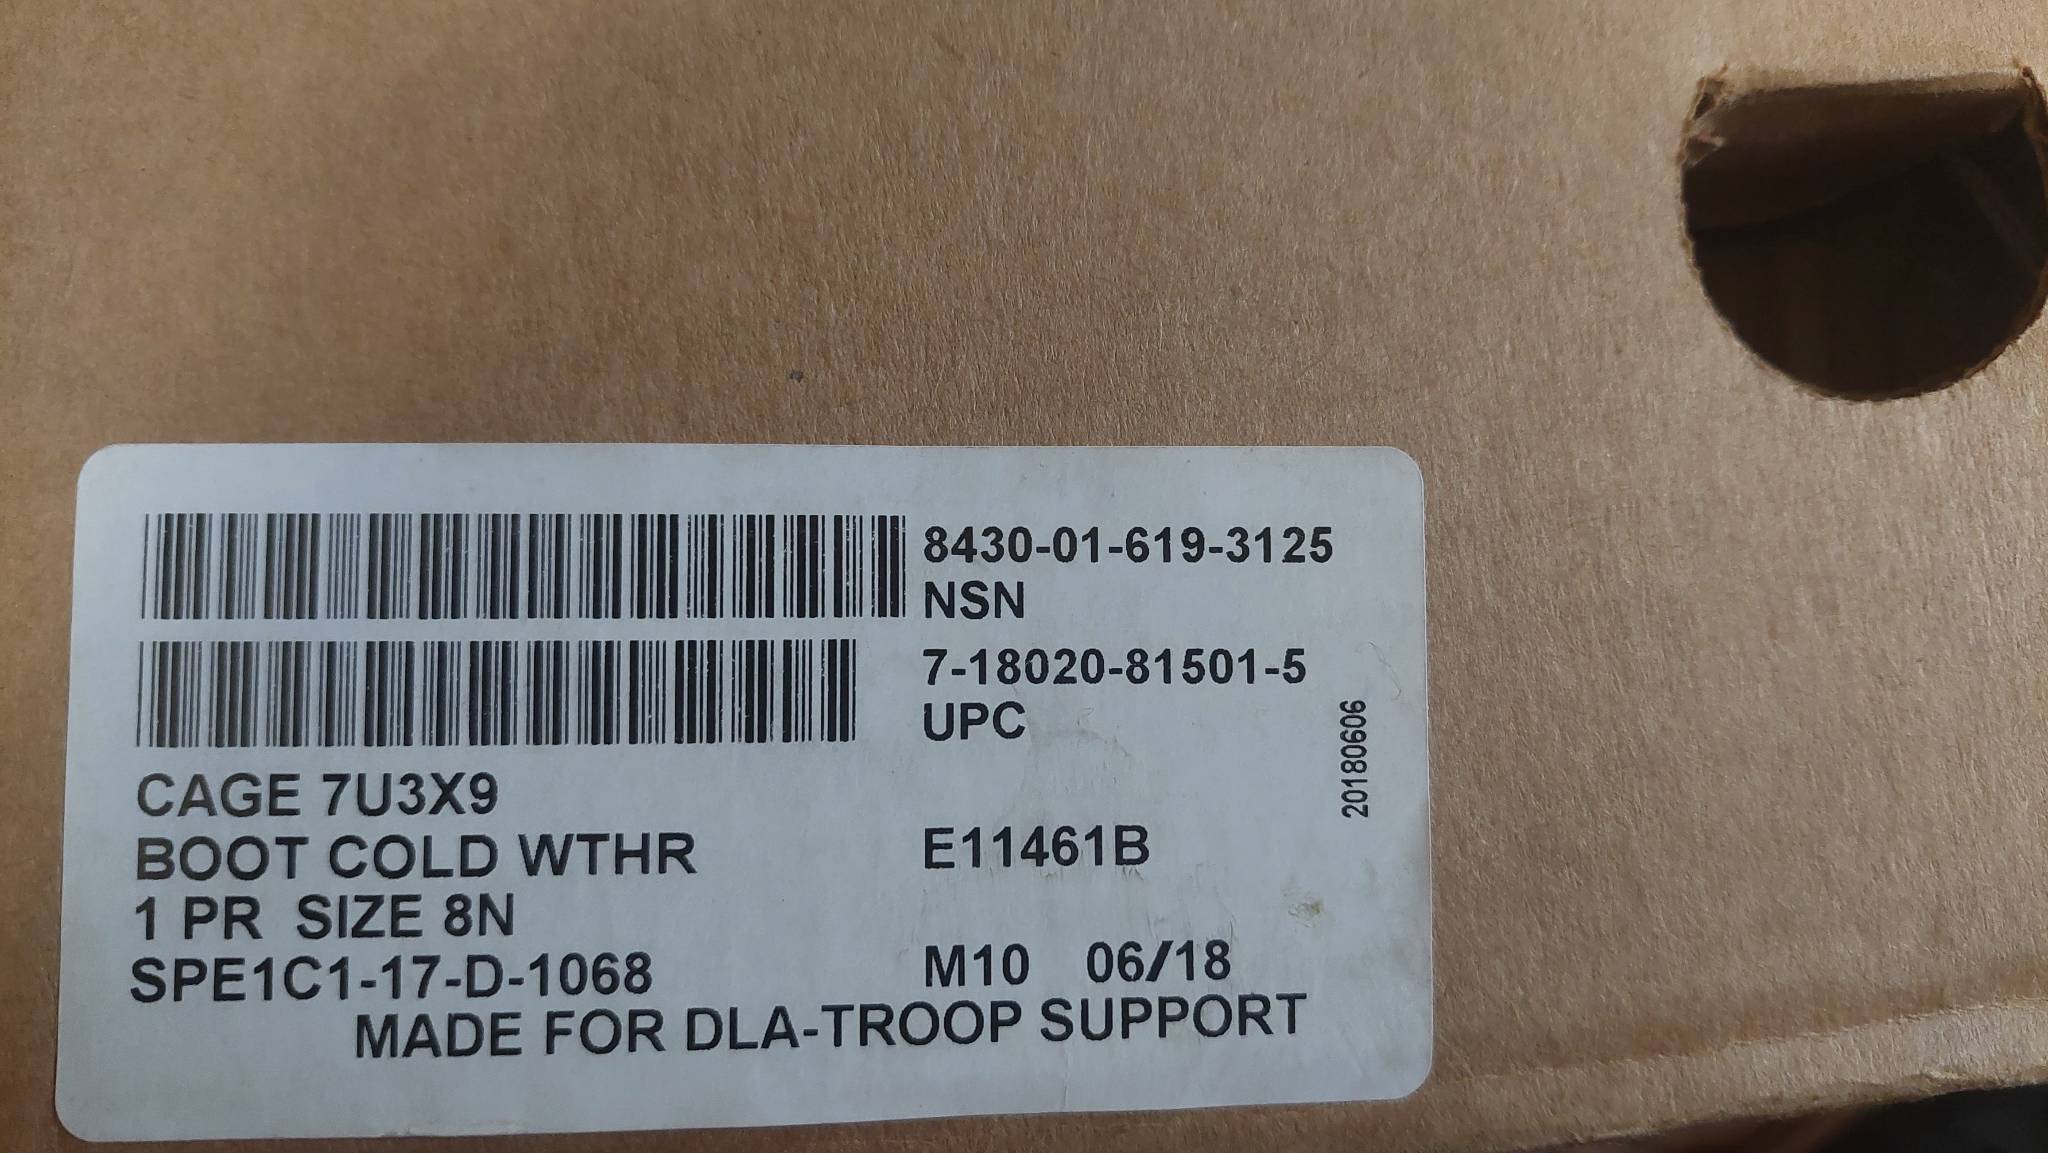 8430-01-619-3125
NSN
7-18020-81501-5
UPC
20180606
CAGE 7U3X9
BOOT COLD WTHR E11461B
1 PR SIZE 8N
SPE1C1-17-D-1068 M10 06/18
MADE FOR DLA-TROOP SUPPORT